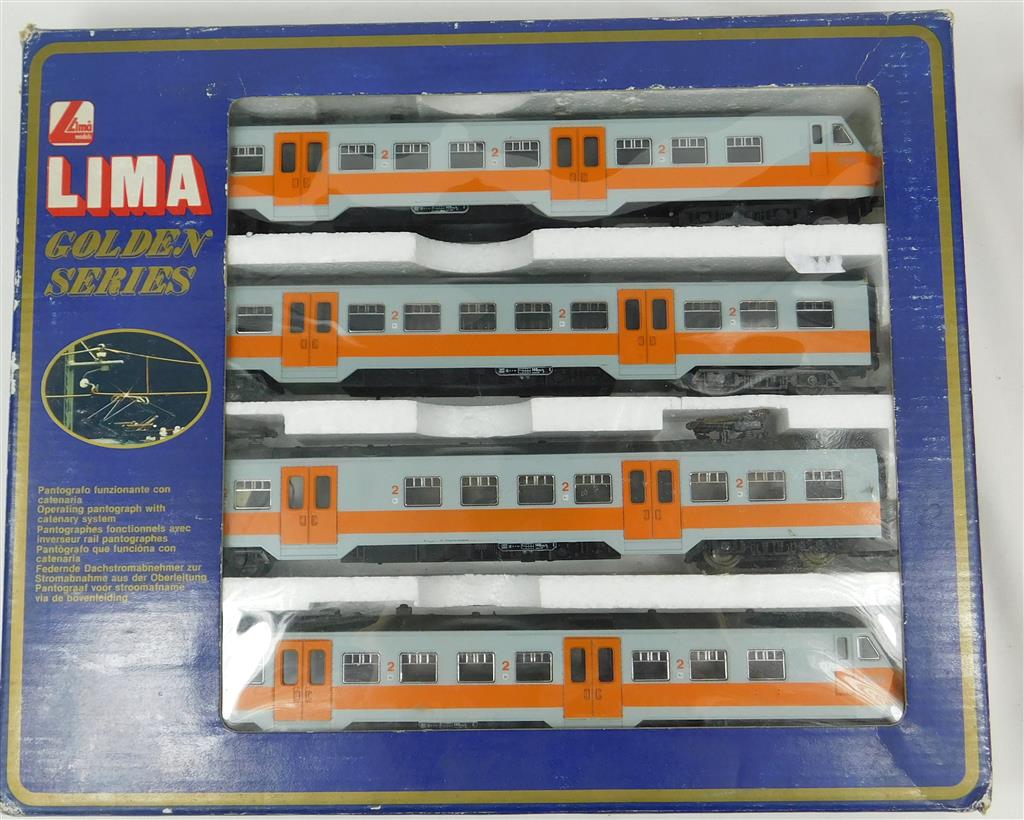 Lima
models
LIMA
GOLDEN
SERIES
Pantografo funzionante con
catenaria
Operating pantograph with
catenary system
Pantographes fonctionnels avec
inverseur rail pantographes
Pantógrafo que funciona con
catenaria
Federnde Dachstromabnehmer zur
Stromabnahme aus der Oberleitung
Pantograaf voor stroomafname
via de bovenleiding
2 2 2
2 2 2
2 2 2
2 2 2